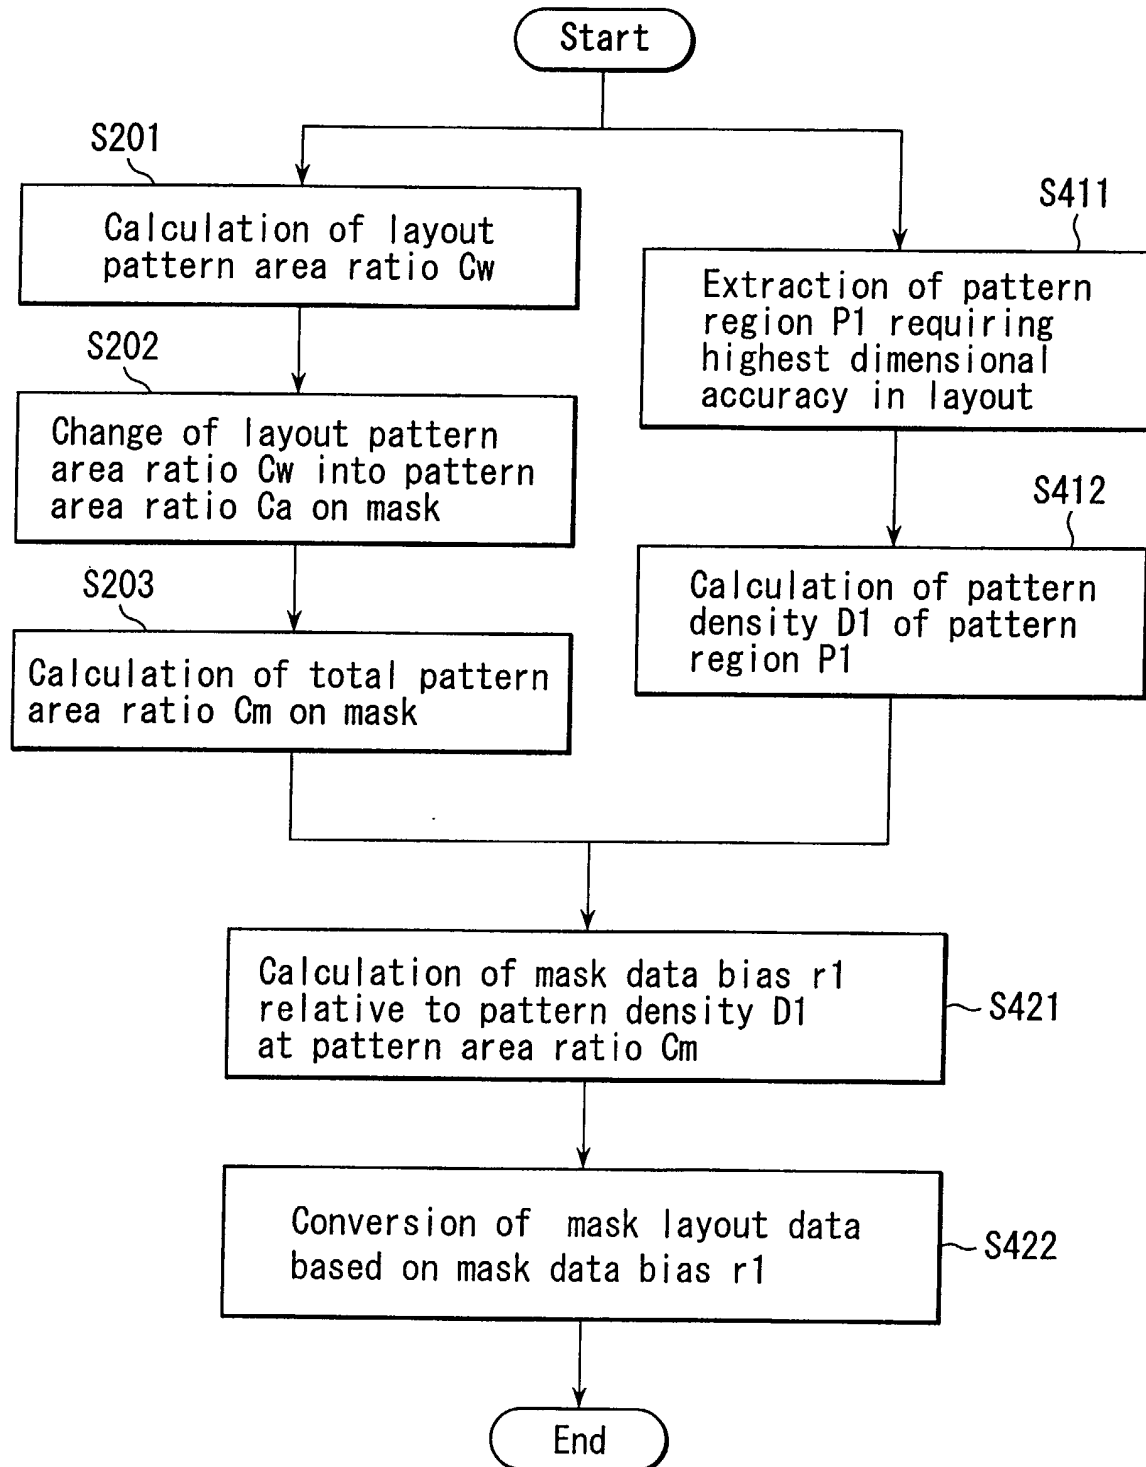 Start
S201
Calculation of layout
pattern area ratio Cw
S202
Change of layout pattern
area ratio Cw into pattern
area ratio Ca on mask
S203
Calculation of total pattern
area ratio Cm on mask
S411
Extraction of pattern
region P1 requiring
highest dimensional
accuracy in layout
S412
Calculation of pattern
density D1 of pattern
region P1
Calculation of mask data bias r1
relative to pattern density D1
at pattern area ratio Cm
S421
Conversion of mask layout data
based on mask data bias r1
S422
End